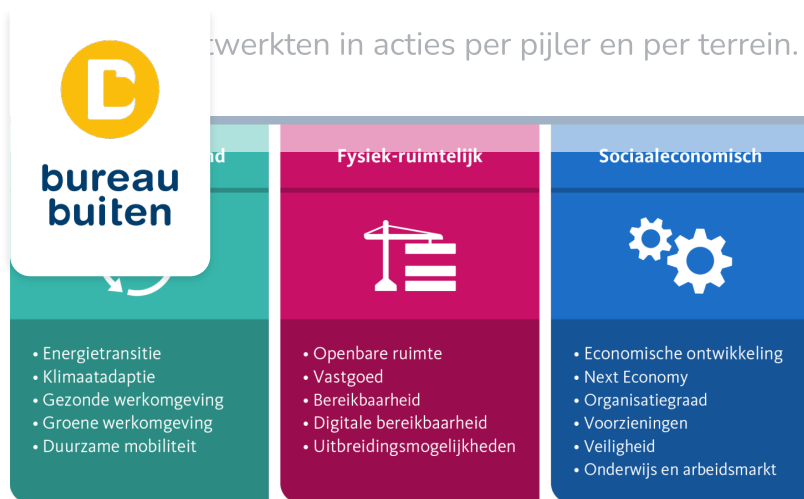 twerkten in acties per pijler en per terrein.
bureau
buiten
nd
Fysiek-ruimtelijk
Sociaaleconomisch
• Energietransitie
• Klimaatadaptie
• Gezonde werkomgeving
• Groene werkomgeving
• Duurzame mobiliteit
• Openbare ruimte
• Vastgoed
• Bereikbaarheid
• Digitale bereikbaarheid
• Uitbreidingsmogelijkheden
• Economische ontwikkeling
• Next Economy
• Organisatiegraad
• Voorzieningen
• Veiligheid
• Onderwijs en arbeidsmarkt